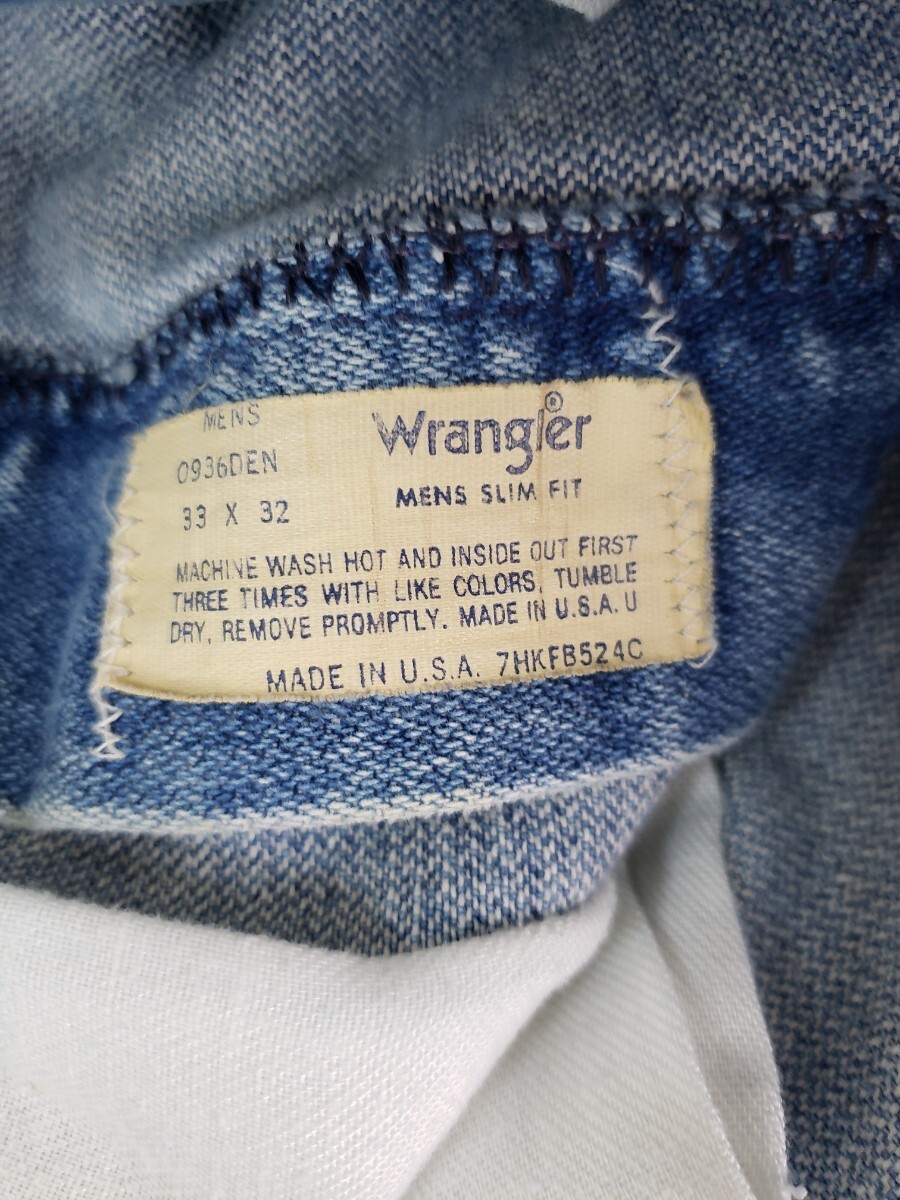 MENS
0936DEN
33 X 32
Wrangler®
MENS SLIM FIT
MACHINE WASH HOT AND INSIDE OUT FIRST
THREE TIMES WITH LIKE COLORS, TUMBLE
DRY, REMOVE PROMPTLY. MADE IN U.S.A. U
MADE IN U.S.A. 7HKFB524C